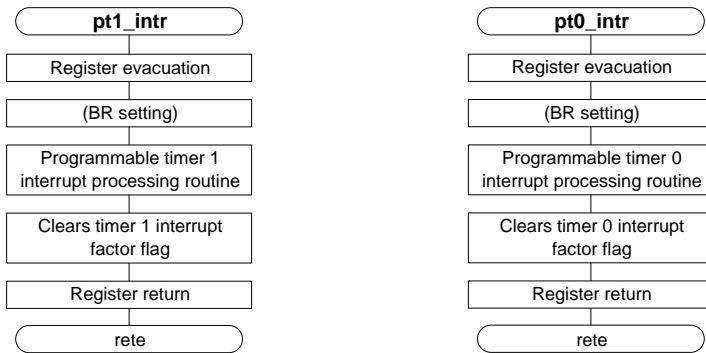 pt1_intr
Register evacuation
(BR setting)
Programmable timer 1
interrupt processing routine
Clears timer 1 interrupt
factor flag
Register return
rete
pt0_intr
Register evacuation
(BR setting)
Programmable timer 0
interrupt processing routine
Clears timer 0 interrupt
factor flag
Register return
rete